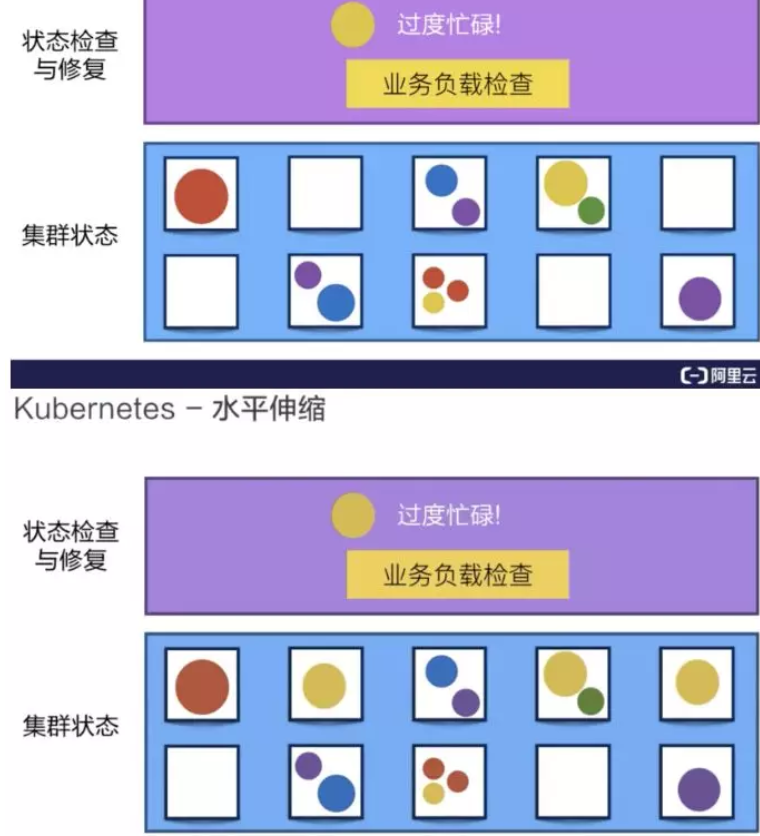 过度忙碌!
状态检查
与修复
业务负载检查
集群状态
阿里云
Kubernetes – 水平伸缩
过度忙碌!
状态检查
与修复
业务负载检查
集群状态